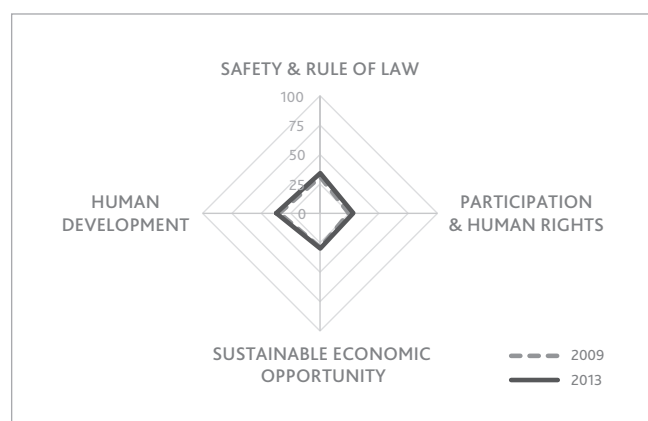 SAFETY & RULE OF LAW
100
75
50
25
0
HUMAN
DEVELOPMENT
PARTICIPATION
& HUMAN RIGHTS
SUSTAINABLE ECONOMIC
OPPORTUNITY
2009
2013